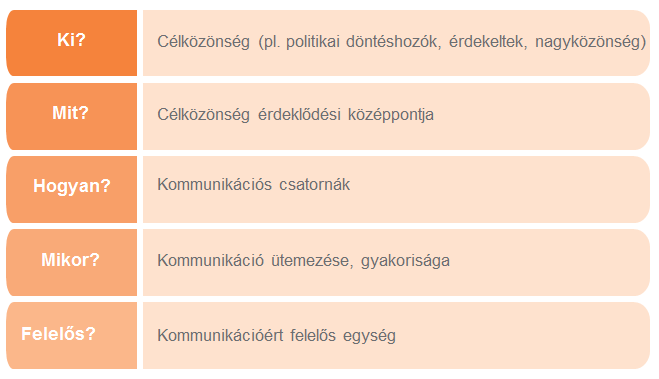 Ki?
Célközönség (pl. politikai döntéshozók, érdekeltek, nagyközönség)
Mit?
Célközönség érdeklődési középpontja
Hogyan?
Kommunikációs csatornák
Mikor?
Kommunikáció ütemezése, gyakorisága
Felelős?
Kommunikációért felelős egység